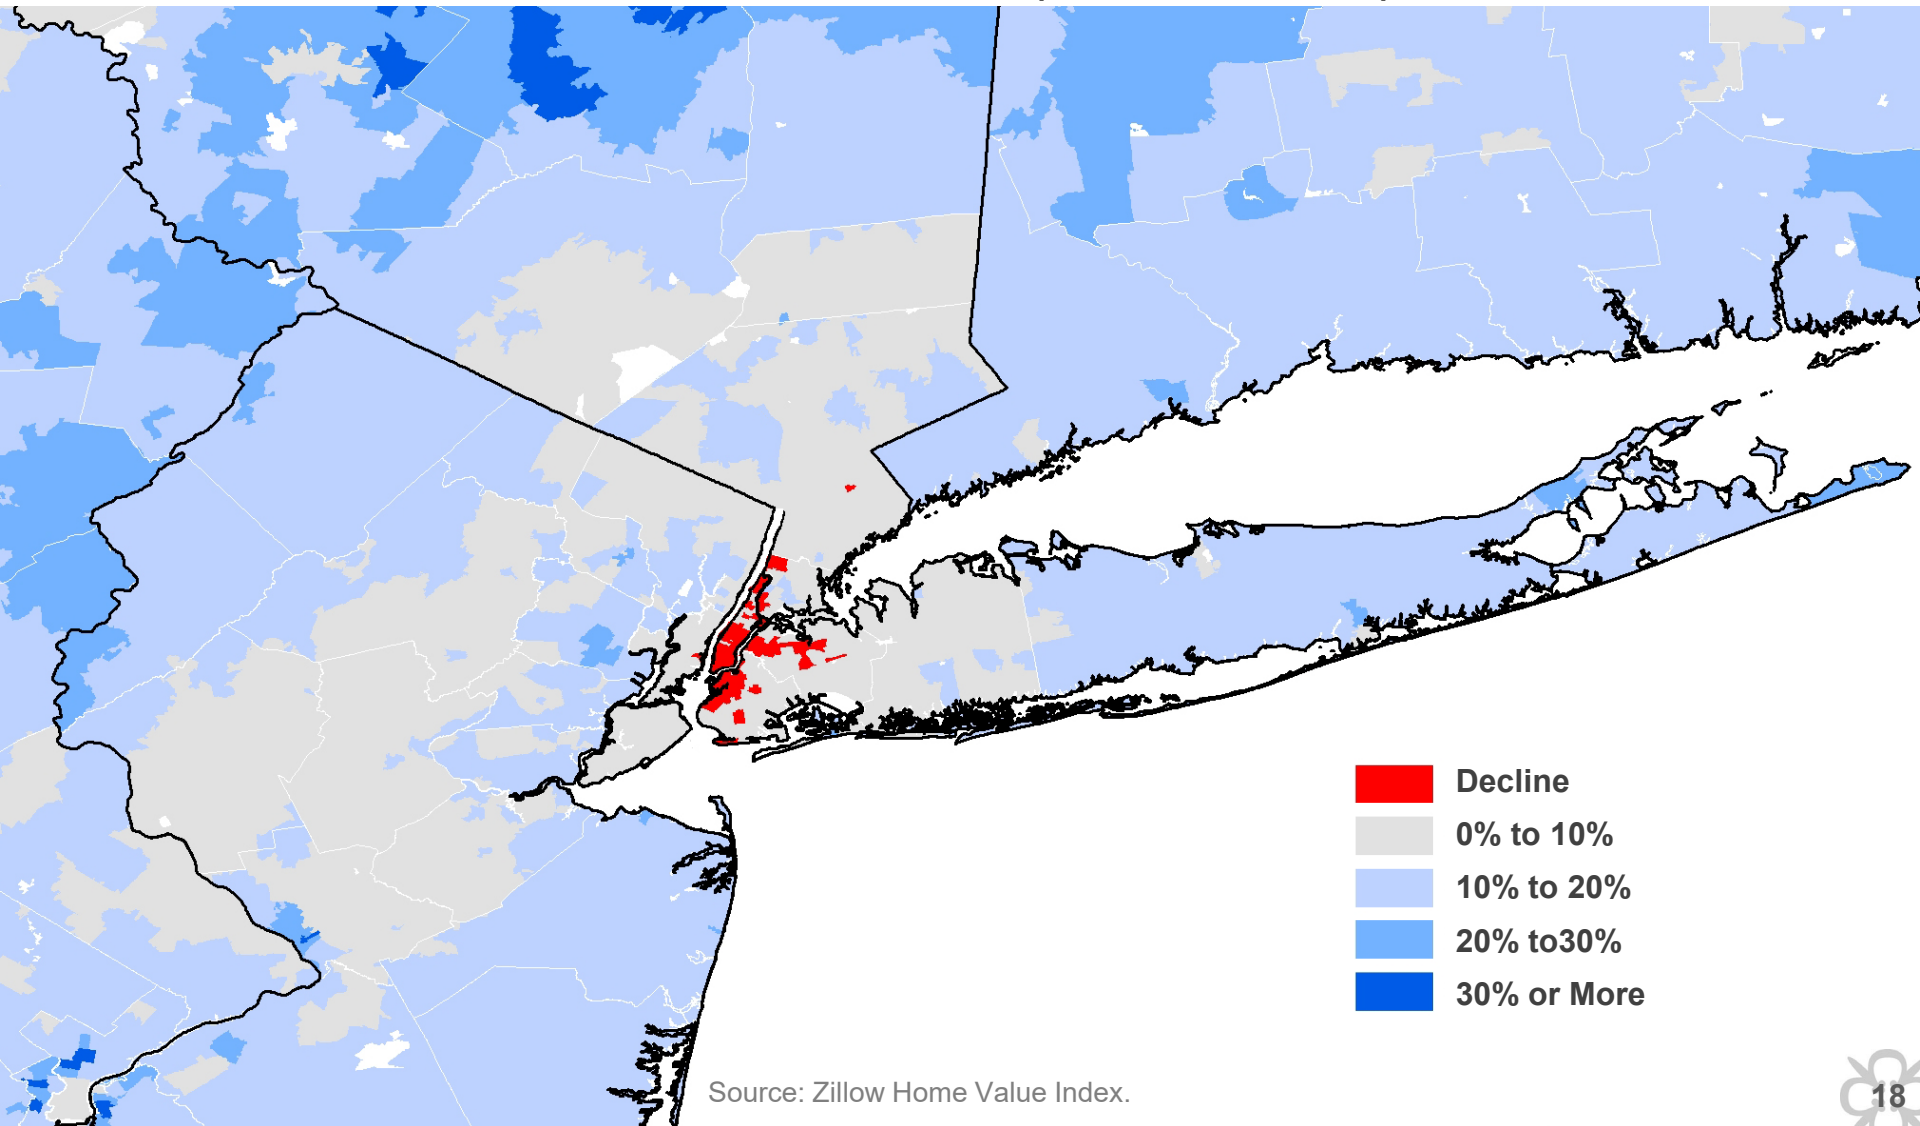 Decline
0% to 10%
10% to 20%
20% to30%
30% or More
Source: Zillow Home Value Index.
18